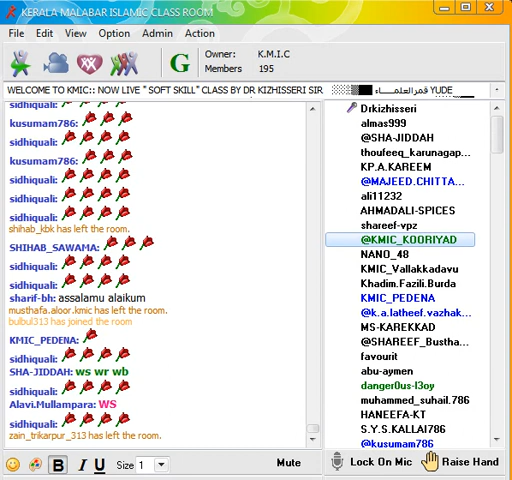 KERALA MALABAR ISLAMIC CLASS ROOM
File Edit View Option Admin Action
G
Owner: K.M.I.C
Members 195
WELCOME TO KMIC:: NOW LIVE " SOFT SKILL" CLASS BY DR KIZHISSERI SIR قمرالعلمـــاء YUDE
sidhiquali:
kusumam786:
sidhiquali:
kusumam786:
sidhiquali:
sidhiquali:
sidhiquali:
shihab_kbk has left the room.
SHIHAB_SAWAMA:
sidhiquali:
sidhiquali:
sharif-bh: assalamu alaikum
musthafa.aloor.kmic has left the room.
bulbul313 has joined the room
KMIC_PEDENA:
sidhiquali:
SHA-JIDDAH: ws wr wb
sidhiquali:
Alavi.Mullampara: WS
sidhiquali:
zain_trikarpur_313 has left the room.
Drkizhisseri
almas999
@SHA-JIDDAH
thoufeeq_karunagap...
KP.A.KAREEM
@MAJEED.CHITTA...
ali11232
AHMADALI-SPICES
shareef-vpz
@KMIC_KOORIYAD
NANO_48
KMIC_Vallakkadavu
Khadim.Fazili.Burda
KMIC_PEDENA
@k.a.latheef.vazhak...
MS-KAREKKAD
@SHAREEF_Bustha...
favourit
abu-aymen
danger0us-l3oy
muhammed_suhail.786
HANEEFA-KT
S.Y.S.KALLAI786
@kusumam786
B I U Size 1 Mute
Lock On Mic Raise Hand